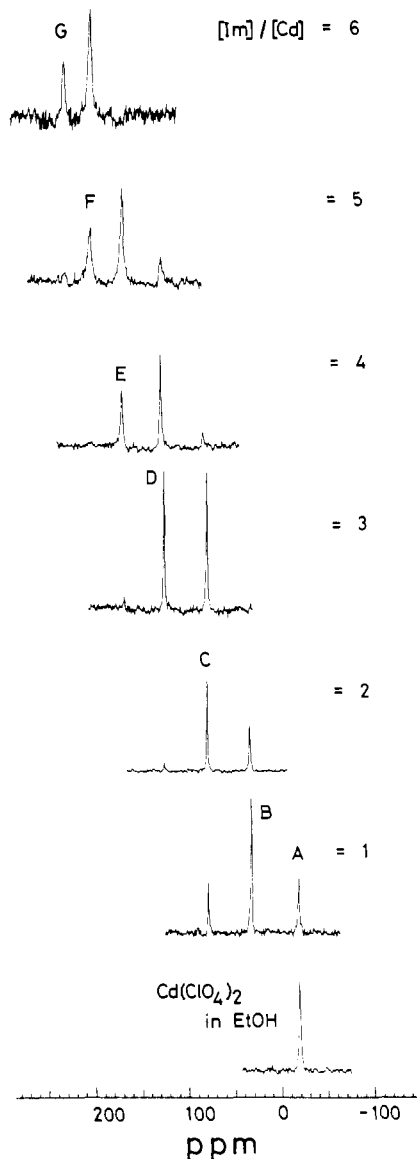 G [Im] / [Cd] = 6
F = 5
E = 4
D = 3
C = 2
B
A = 1
Cd(ClO4)2
in EtOH
200 100 0 -100
ppm